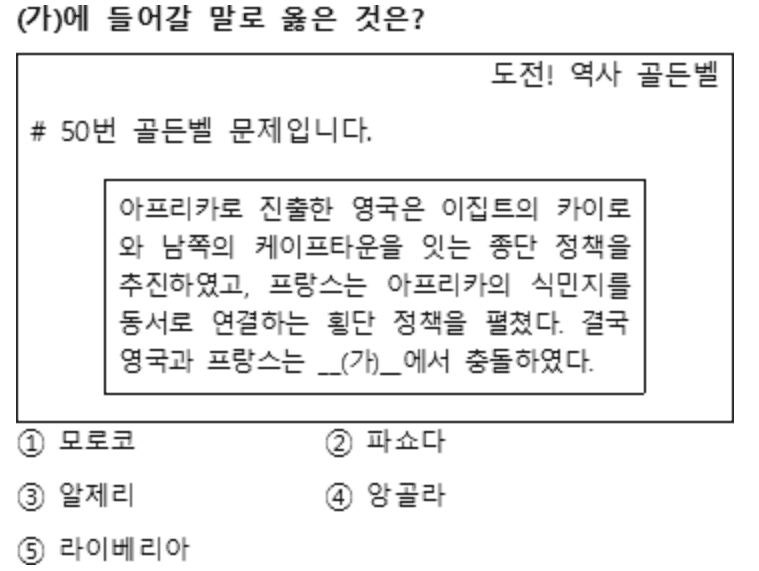 (가)에 들어갈 말로 옳은 것은?
도전! 역사 골든벨
# 50번 골든벨 문제입니다.
아프리카로 진출한 영국은 이집트의 카이로
와 남쪽의 케이프타운을 잇는 종단 정책을
추진하였고, 프랑스는 아프리카의 식민지를
동서로 연결하는 횡단 정책을 펼쳤다. 결국
영국과 프랑스는 __(가)__에서 충돌하였다.
① 모로코 ② 파쇼다
③ 알제리 ④ 앙골라
⑤ 라이베리아